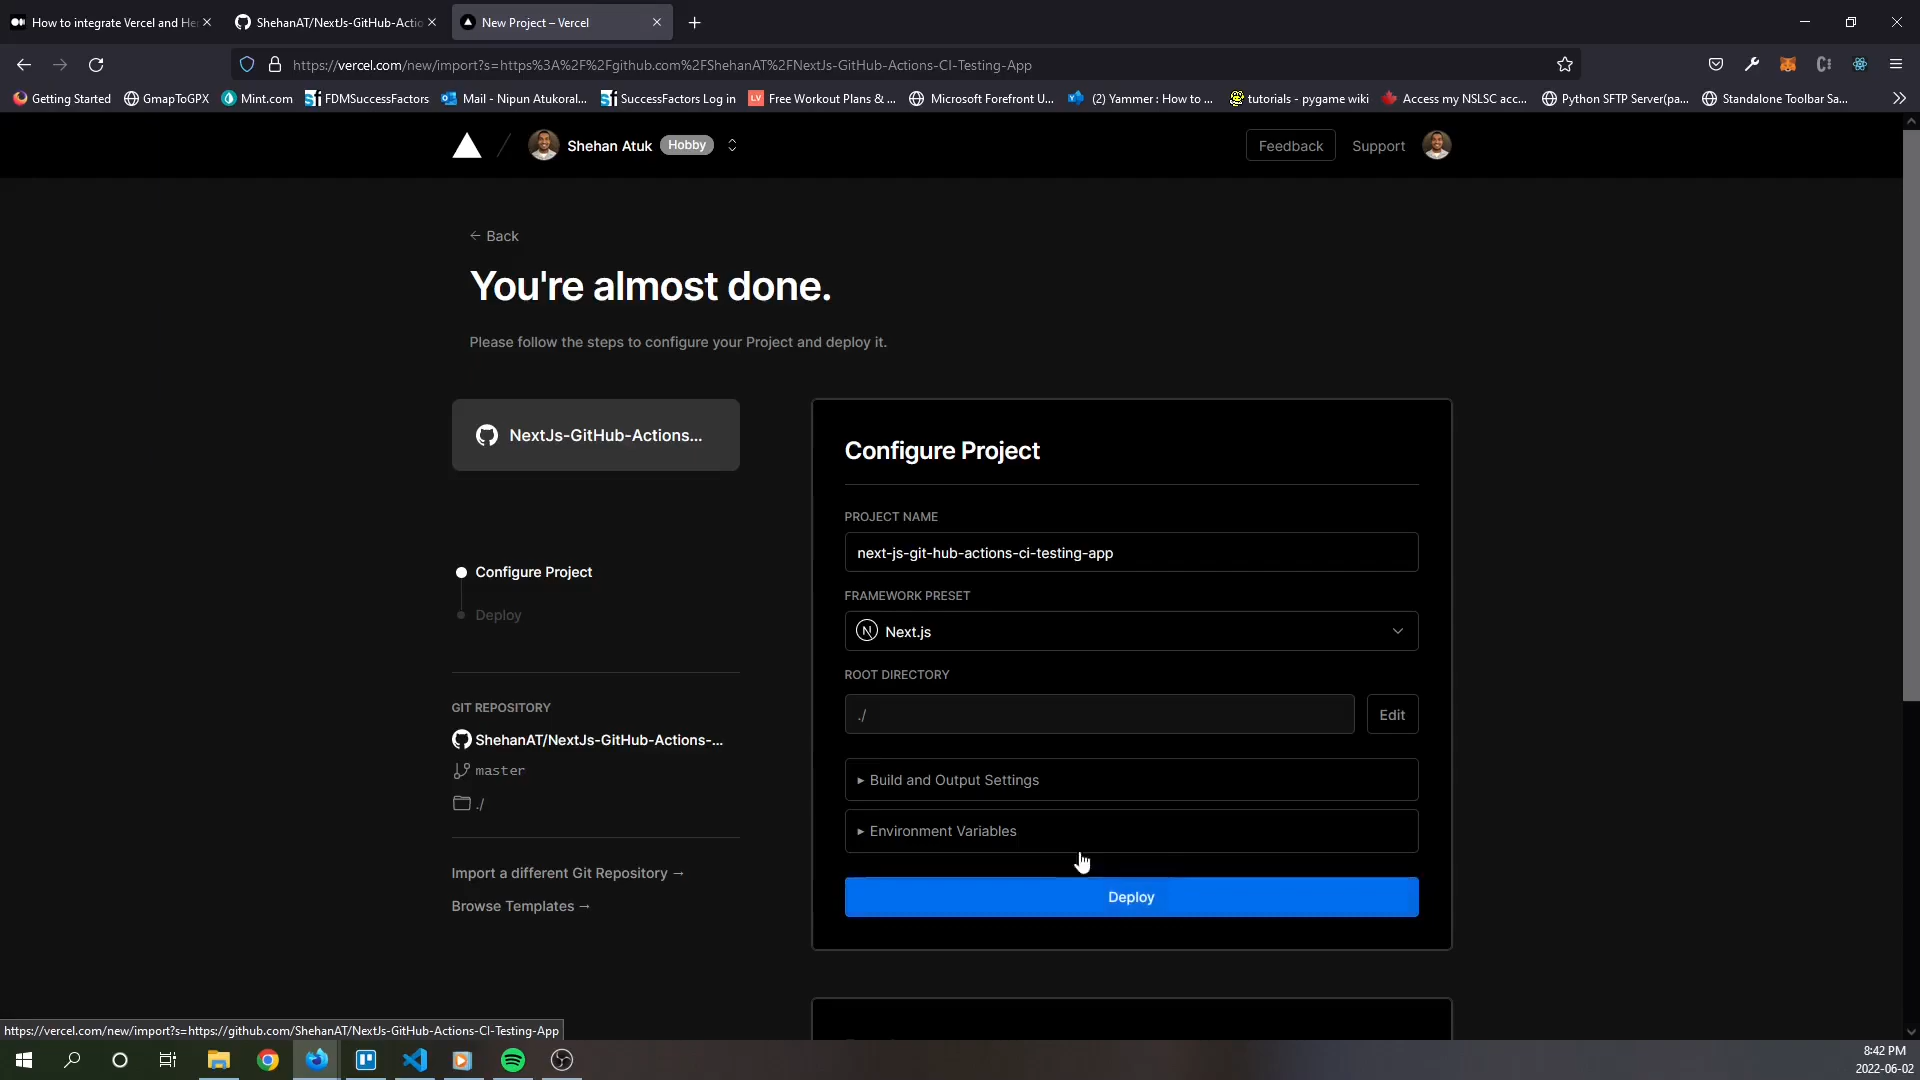 How to integrate Vercel and He
ShehanAT/NextJs-GitHub-Actio
New Project – Vercel
https://vercel.com/new/import?s=https%3A%2F%2Fgithub.com%2FShehanAT%2FNextJs-GitHub-Actions-CI-Testing-App
Getting Started
GmapToGPX
Mint.com
FDMSuccessFactors
Mail - Nipun Atukoral...
SuccessFactors Log in
Free Workout Plans & ...
Microsoft Forefront U...
(2) Yammer : How to ...
tutorials - pygame wiki
Access my NSLSC acc...
Python SFTP Server(pa...
Standalone Toolbar Sa...
Shehan Atuk
Hobby
Feedback
Support
← Back
You're almost done.
Please follow the steps to configure your Project and deploy it.
NextJs-GitHub-Actions...
Configure Project
Deploy
GIT REPOSITORY
ShehanAT/NextJs-GitHub-Actions-...
master
./
Import a different Git Repository →
Browse Templates →
Configure Project
PROJECT NAME
next-js-git-hub-actions-ci-testing-app
FRAMEWORK PRESET
N Next.js
ROOT DIRECTORY
./
Edit
▸ Build and Output Settings
▸ Environment Variables
Deploy
https://vercel.com/new/import?s=https://github.com/ShehanAT/NextJs-GitHub-Actions-CI-Testing-App
8:42 PM
2022-06-02